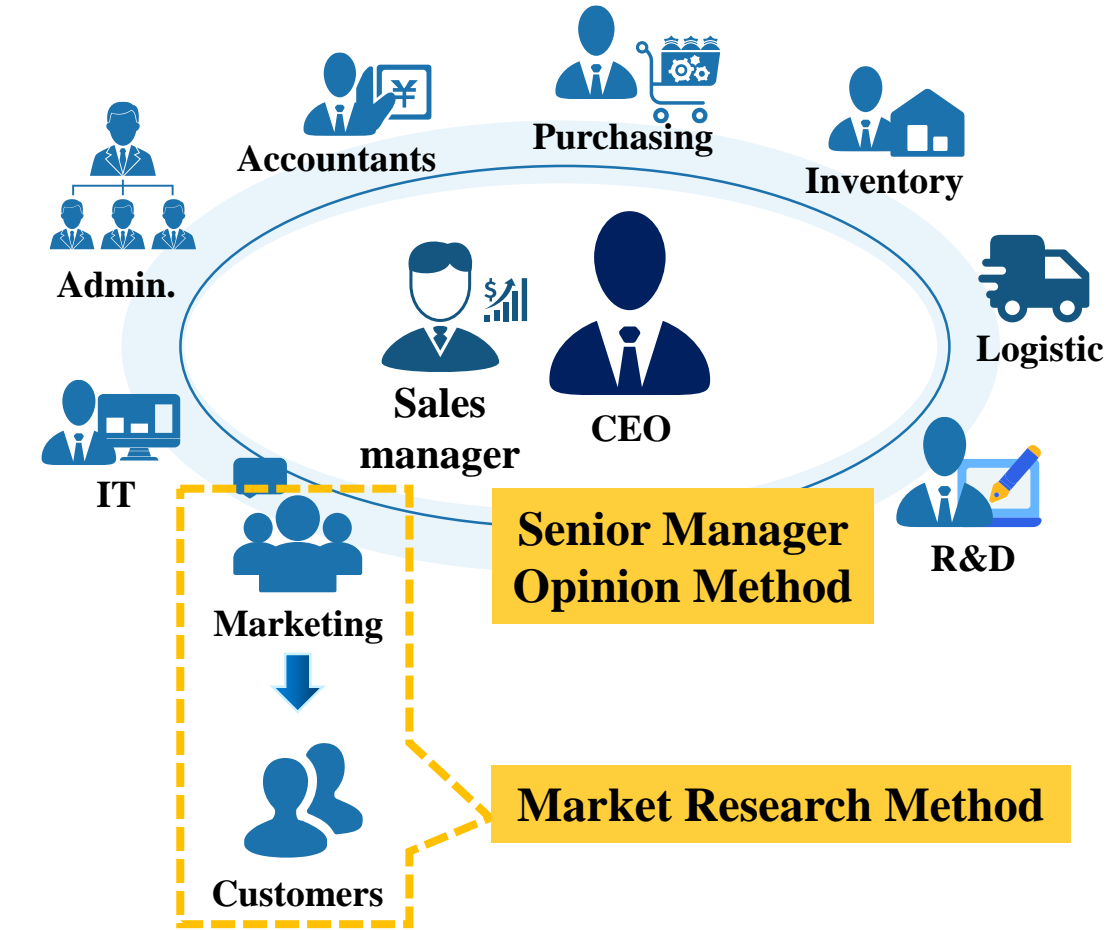 Purchasing
Accountants
Inventory
Admin.
Logistic
Sales
manager
CEO
IT
R&D
Senior Manager
Opinion Method
Marketing
Market Research Method
Customers
¥
$